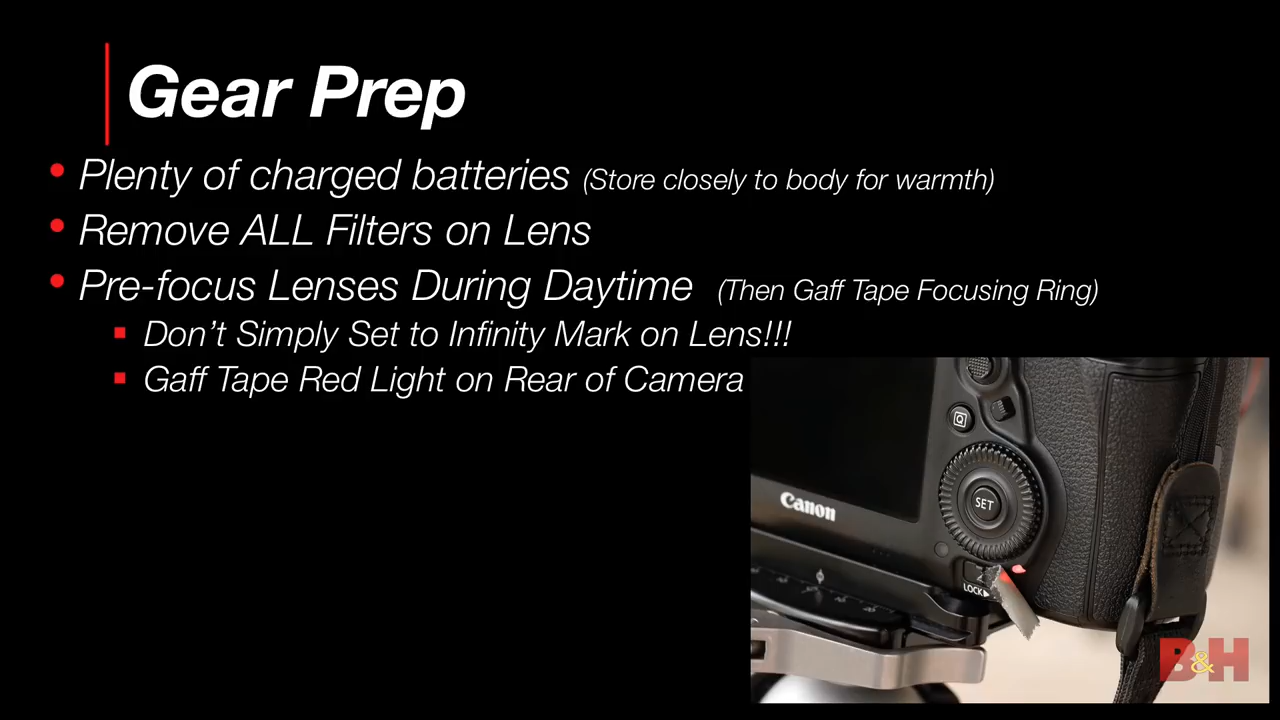 Gear Prep
Plenty of charged batteries (Store closely to body for warmth)
Remove ALL Filters on Lens
Pre-focus Lenses During Daytime (Then Gaff Tape Focusing Ring)
Don't Simply Set to Infinity Mark on Lens!!!
Gaff Tape Red Light on Rear of Camera
Q
SET
Canon
LOCK▶
B&H